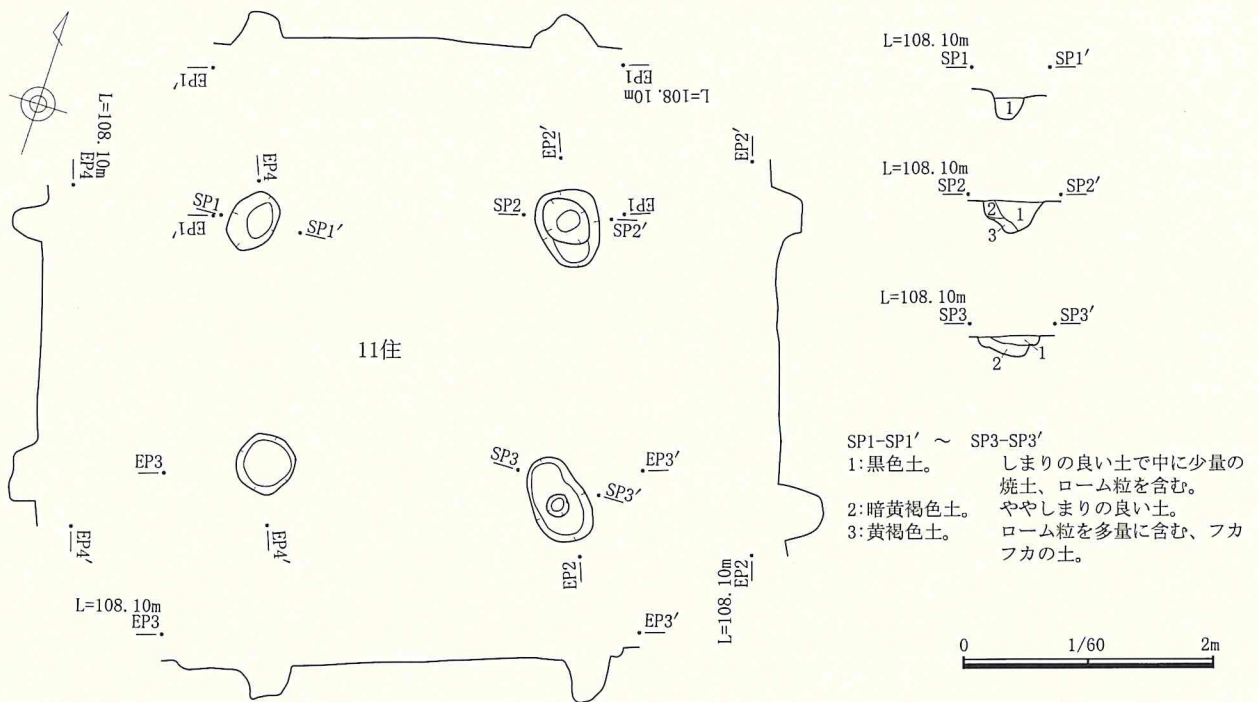 EP1'
EP1
L=108.10m
L=108.10m
EP4
EP4
EP2'
EP2'
SP1
EP1'
SP1'
SP2
EP1
SP2'
11住
EP3
SP3
EP3'
SP3'
EP4'
EP4'
EP2
EP2
L=108.10m
L=108.10m
EP3
EP3'
L=108.10m
SP1
SP1'
1
L=108.10m
SP2
SP2'
2
1
3
L=108.10m
SP3
SP3'
1
2
SP1-SP1' ~ SP3-SP3'
1:黒色土。 しまりの良い土で中に少量の
焼土、ローム粒を含む。
2:暗黄褐色土。 ややしまりの良い土。
3:黄褐色土。 ローム粒を多量に含む、フカ
フカの土。
0 1/60 2m